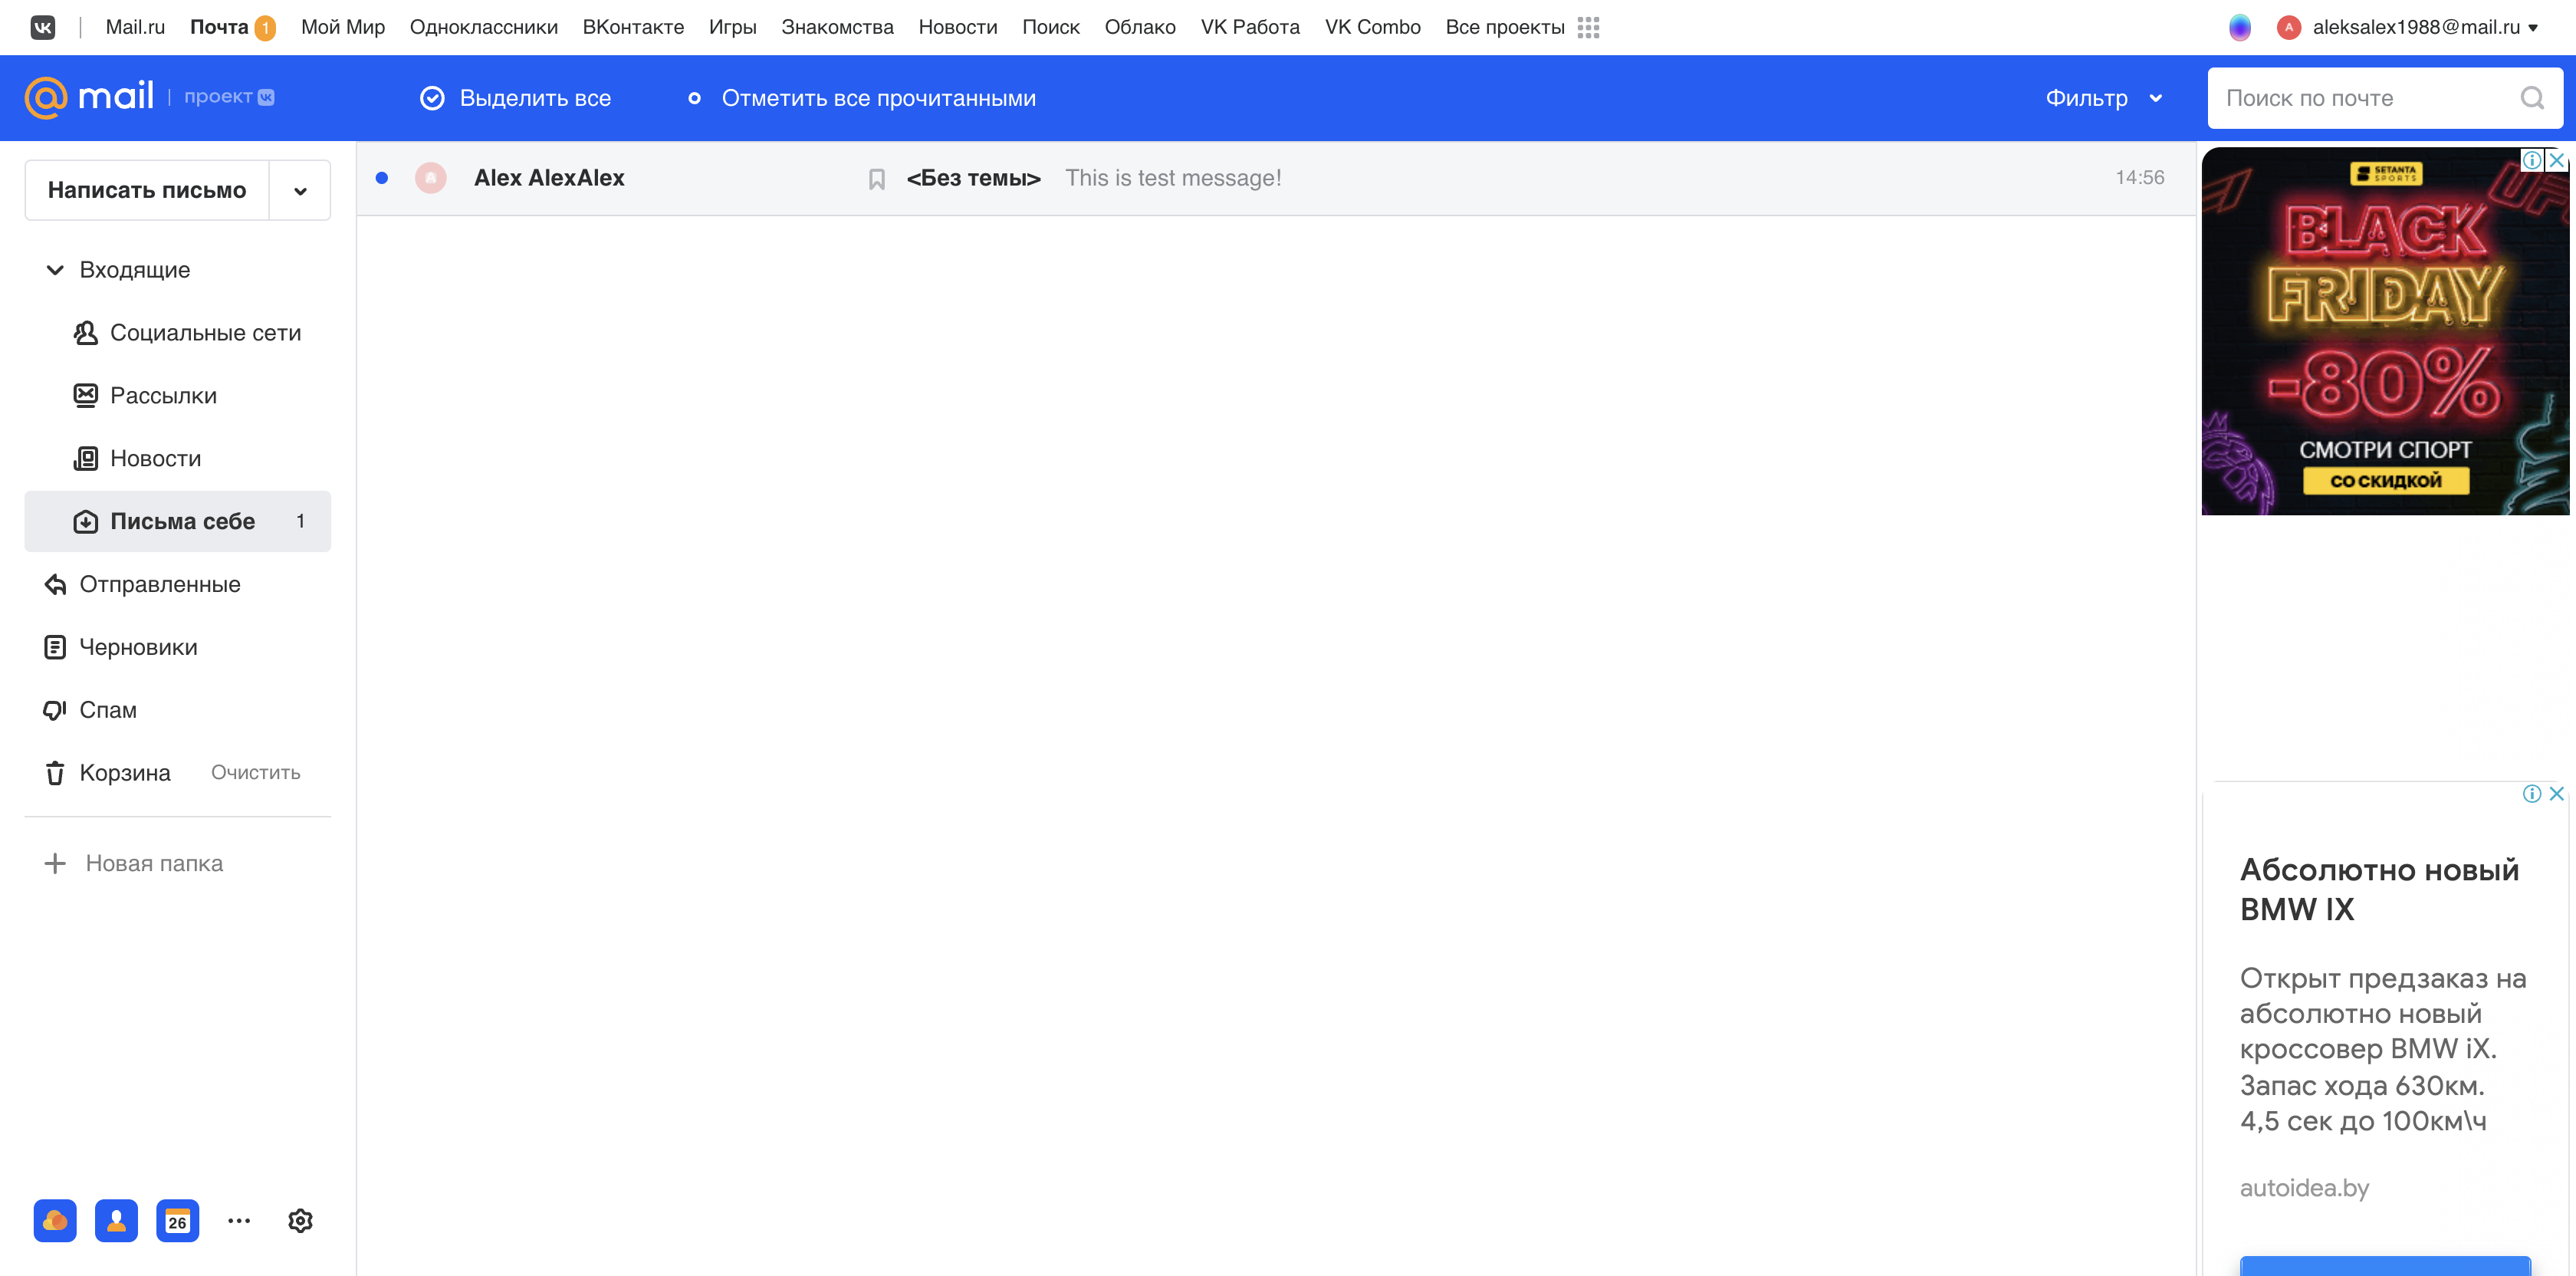 Mail.ru Почта 1 Мой Мир Одноклассники ВКонтакте Игры Знакомства Новости Поиск Облако VK Работа VK Combo Все проекты A aleksalex1988@mail.ru
@mail проект Выделить все Отметить все прочитанными Фильтр Поиск по почте
Написать письмо
Входящие
Социальные сети
Рассылки
Новости
Письма себе 1
Отправленные
Черновики
Спам
Корзина Очистить
Новая папка
26
Alex AlexAlex <Без темы> This is test message! 14:56
SETANTA
SPORTS
BLACK
FRIDAY
-80%
СМОТРИ СПОРТ
СО СКИДКОЙ
Абсолютно новый
BMW IX
Открыт предзаказ на
абсолютно новый
кроссовер BMW iX.
Запас хода 630км.
4,5 сек до 100км\ч
autoidea.by